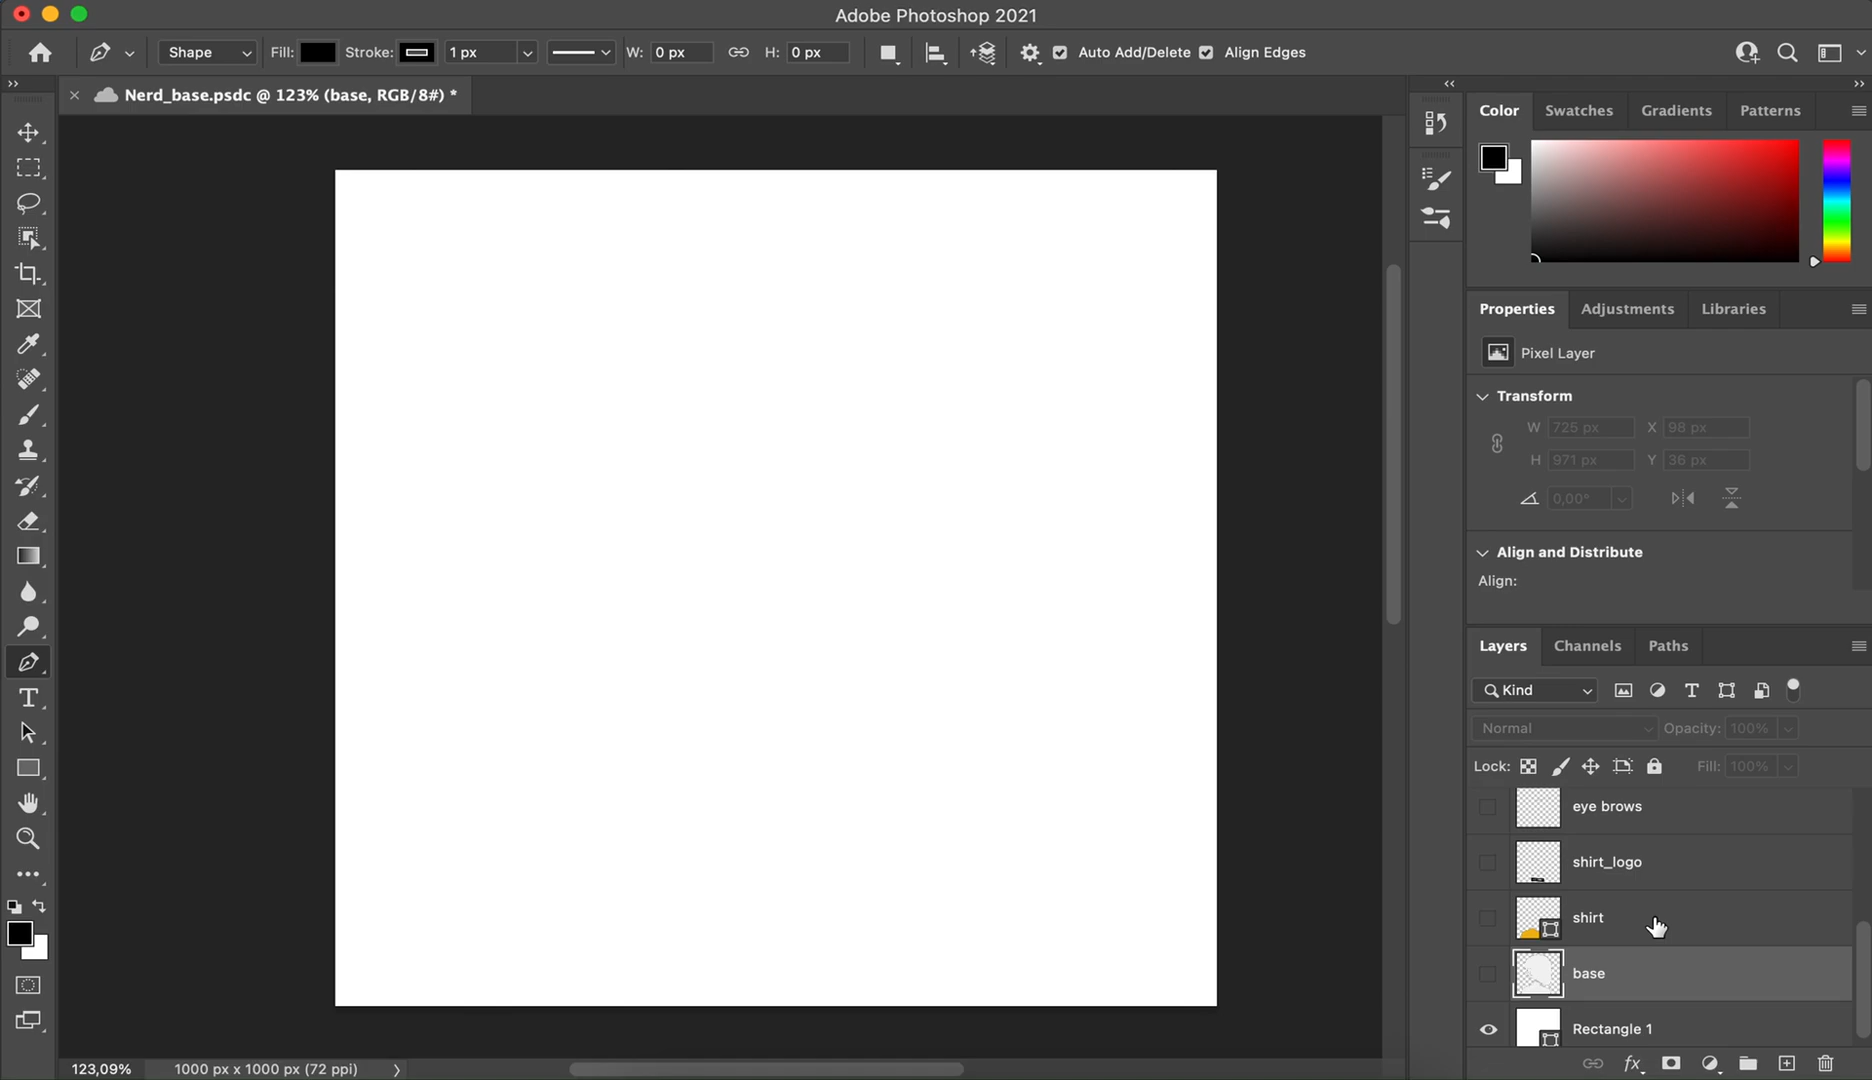 Adobe Photoshop 2021
Shape Fill: Stroke: 1 px W: 0 px H: 0 px Auto Add/Delete Align Edges
Nerd_base.psdc @ 123% (base, RGB/8#) *
Color Swatches Gradients Patterns
Properties Adjustments Libraries
Pixel Layer
Transform
W 725 px X 98 px
H 971 px Y 36 px
0,00°
Align and Distribute
Align:
Layers Channels Paths
Kind
Normal Opacity: 100%
Lock: Fill: 100%
eye brows
shirt_logo
shirt
base
Rectangle 1
123,09% 1000 px x 1000 px (72 ppi)